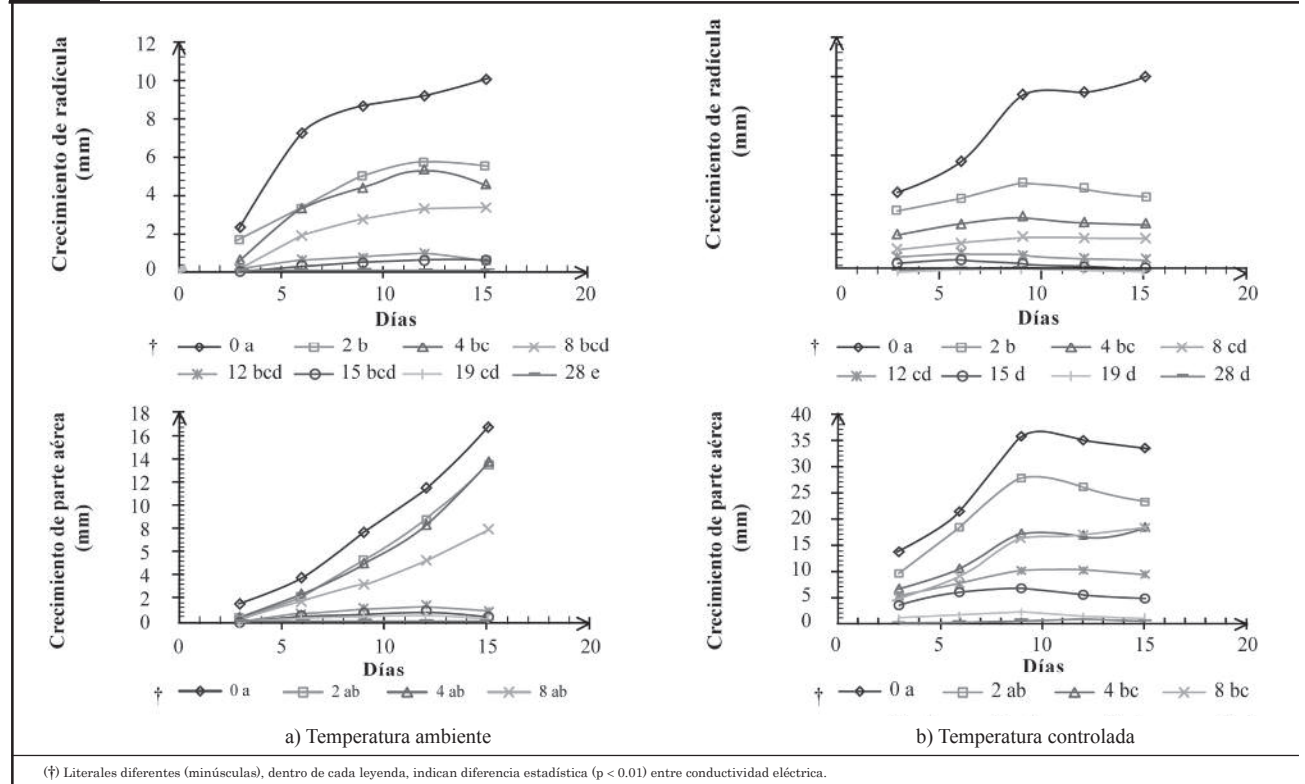 12
10
8
6
4
2
0
Crecimiento de radícula
(mm)
0 5 10 15 20
Días
† 0 a 2 b 4 bc 8 bcd
12 bcd 15 bcd 19 cd 28 e
Crecimiento de radícula
(mm)
0 5 10 15 20
Días
† 0 a 2 b 4 bc 8 cd
12 cd 15 d 19 d 28 d
18
16
14
12
10
8
5
4
2
0
Crecimiento de parte aérea
(mm)
0 5 10 15 20
Días
† 0 a 2 ab 4 ab 8 ab
a) Temperatura ambiente
40
35
30
25
20
15
10
5
0
Crecimiento de parte aérea
(mm)
0 5 10 15 20
Días
† 0 a 2 ab 4 bc 8 bc
b) Temperatura controlada
(†) Literales diferentes (minúsculas), dentro de cada leyenda, indican diferencia estadística (p < 0.01) entre conductividad eléctrica.